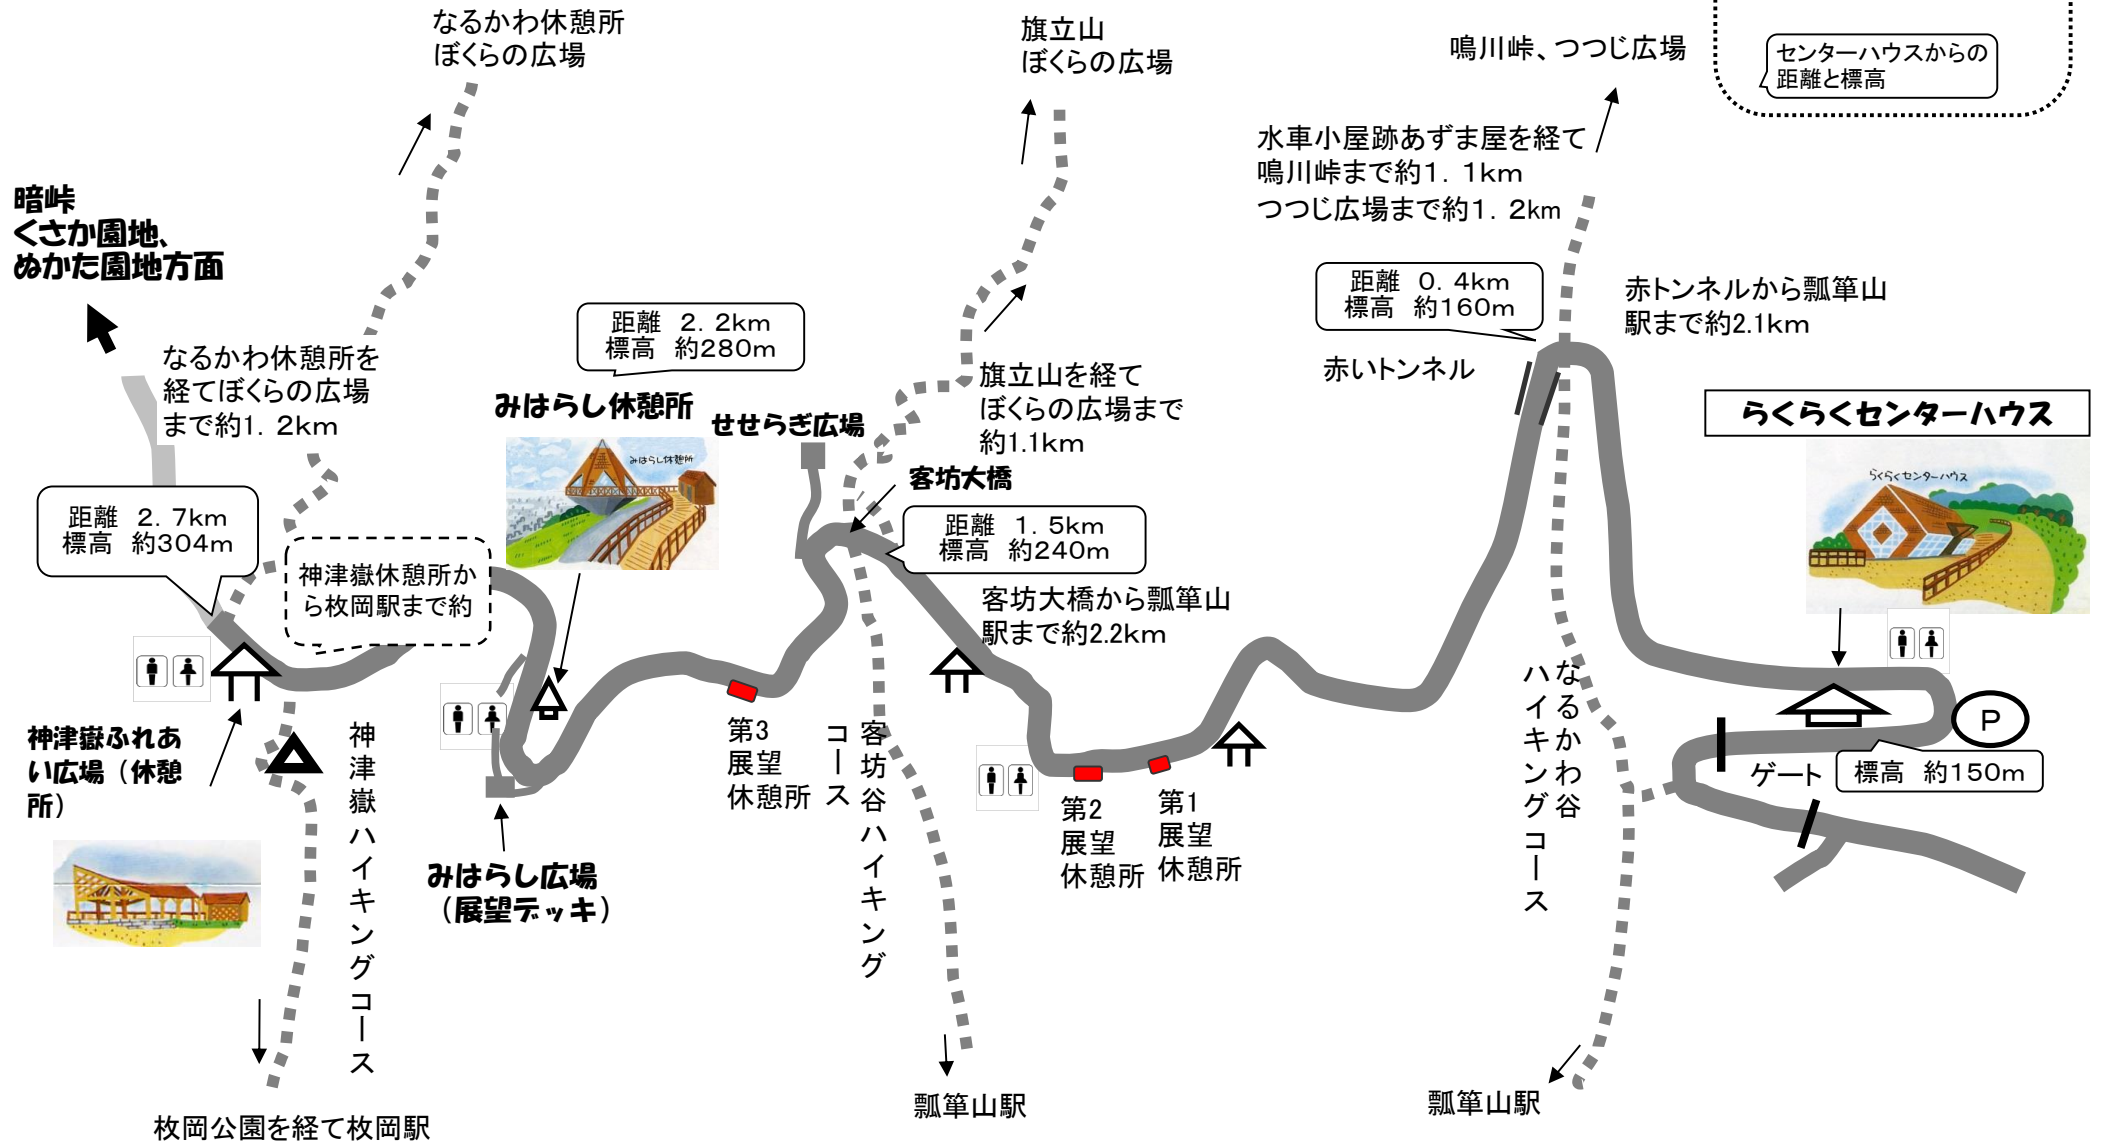 なるかわ休憩所
ぼくらの広場
旗立山
ぼくらの広場
鳴川峠、つつじ広場
センターハウスからの
距離と標高
水車小屋跡あずま屋を経て
鳴川峠まで約1．1km
つつじ広場まで約1．2km
暗峠
くさか園地、
ぬかた園地方面
距離　0．4km
標高　約160m
赤トンネルから瓢箪山
駅まで約2.1km
距離　2．2km
標高　約280m
なるかわ休憩所を
経てぼくらの広場
まで約1．2km
赤いトンネル
旗立山を経て
ぼくらの広場まで
約1.1km
みはらし休憩所
せせらぎ広場
らくらくセンターハウス
みはらし休憩所
らくらくセンターハウス
客坊大橋
距離　2．7km
標高　約304m
距離　1．5km
標高　約240m
神津嶽休憩所か
ら枚岡駅まで約
客坊大橋から瓢箪山
駅まで約2.2km
なるかわ谷
ハイキングコース
P
ゲート
標高　約150m
神津嶽ふれあ
い広場（休憩
所）
神津嶽ハイキングコース
第3
展望
休憩所
客坊谷ハイキング
コース
第2
展望
休憩所
第1
展望
休憩所
みはらし広場
（展望デッキ）
瓢箪山駅
瓢箪山駅
枚岡公園を経て枚岡駅